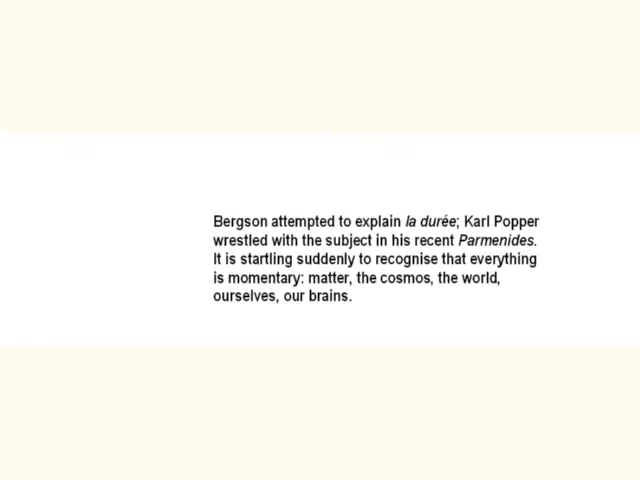 Bergson attempted to explain la durée; Karl Popper
wrestled with the subject in his recent Parmenides.
It is startling suddenly to recognise that everything
is momentary: matter, the cosmos, the world,
ourselves, our brains.